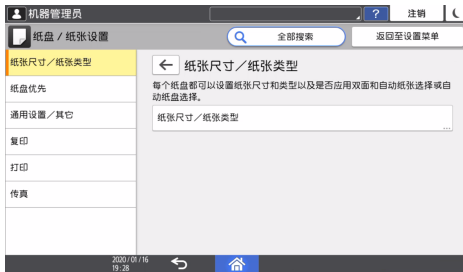 机器管理员
?
注销
纸盘 / 纸张设置
全部搜索
返回至设置菜单
纸张尺寸／纸张类型
纸盘优先
通用设置／其它
复印
打印
传真
← 纸张尺寸／纸张类型
每个纸盘都可以设置纸张尺寸和类型以及是否应用双面和自动纸张选择或自
动纸盘选择。
纸张尺寸／纸张类型
...
2020/01/16
19:28